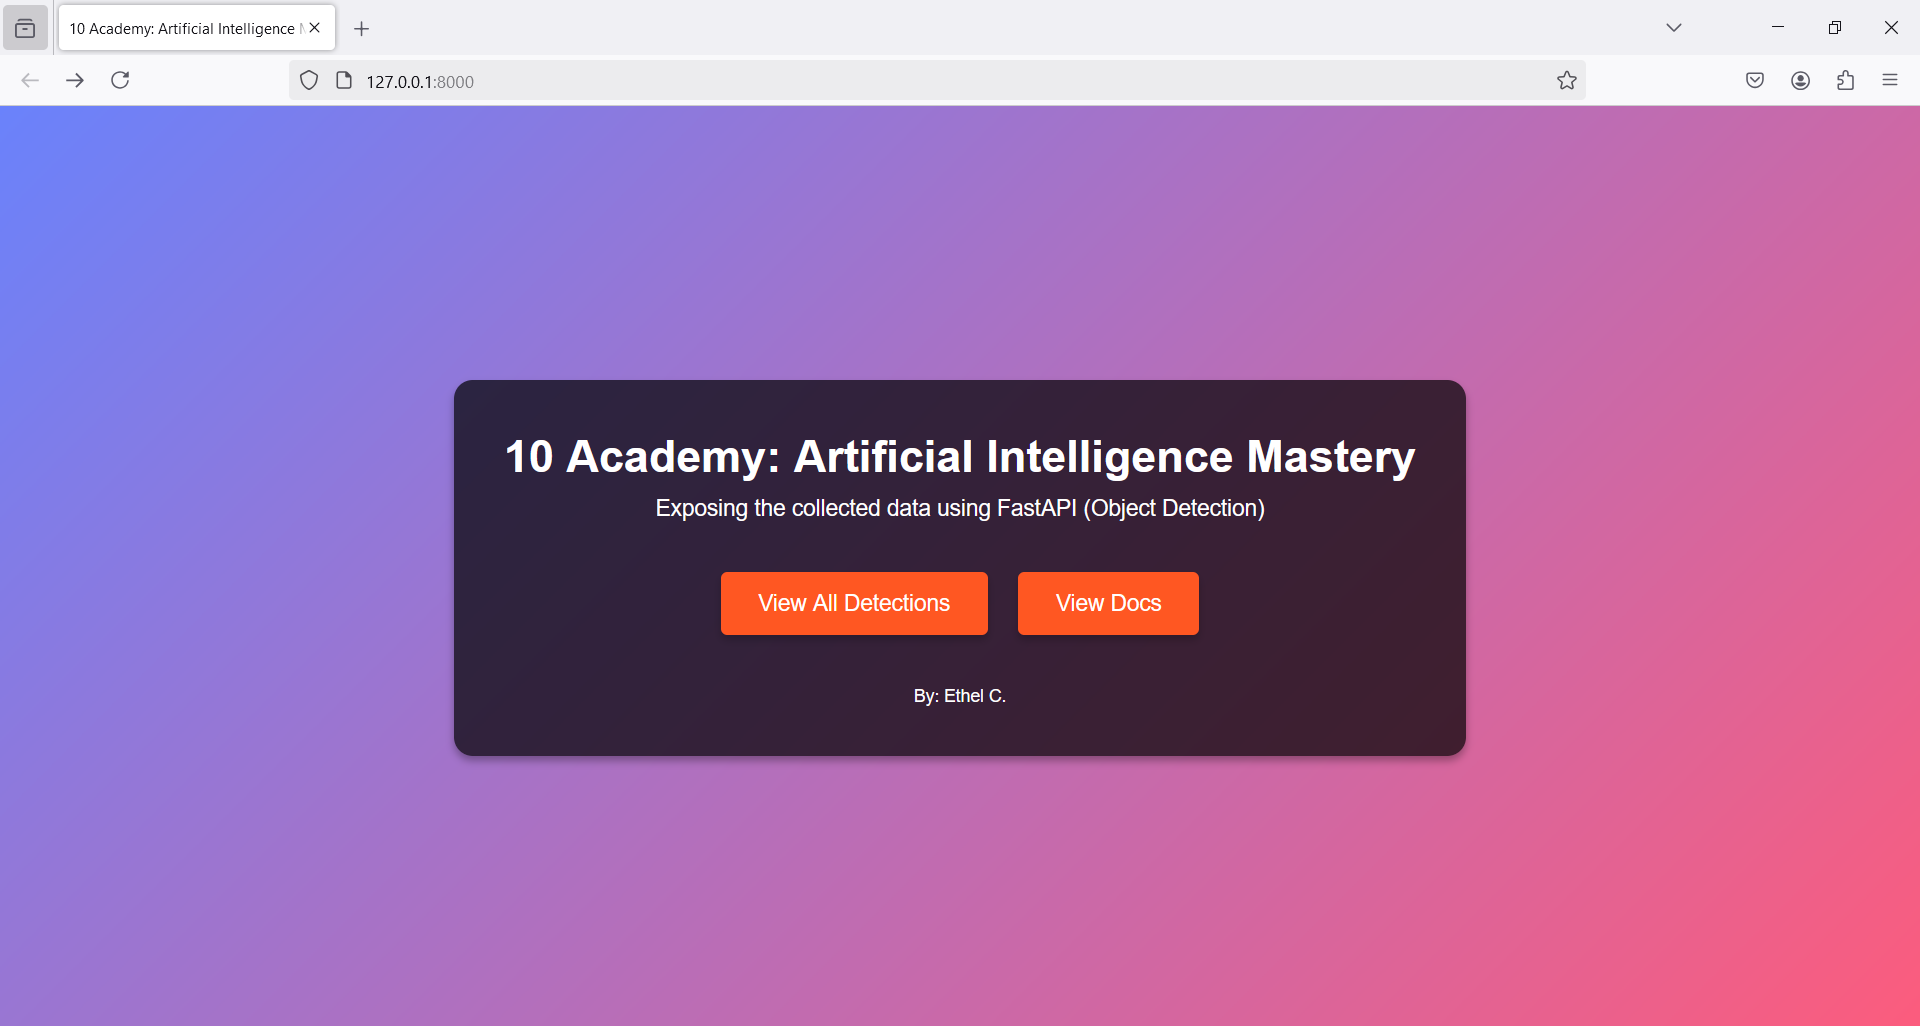 10 Academy: Artificial Intelligence
127.0.0.1:8000
10 Academy: Artificial Intelligence Mastery
Exposing the collected data using FastAPI (Object Detection)
View All Detections
View Docs
By: Ethel C.